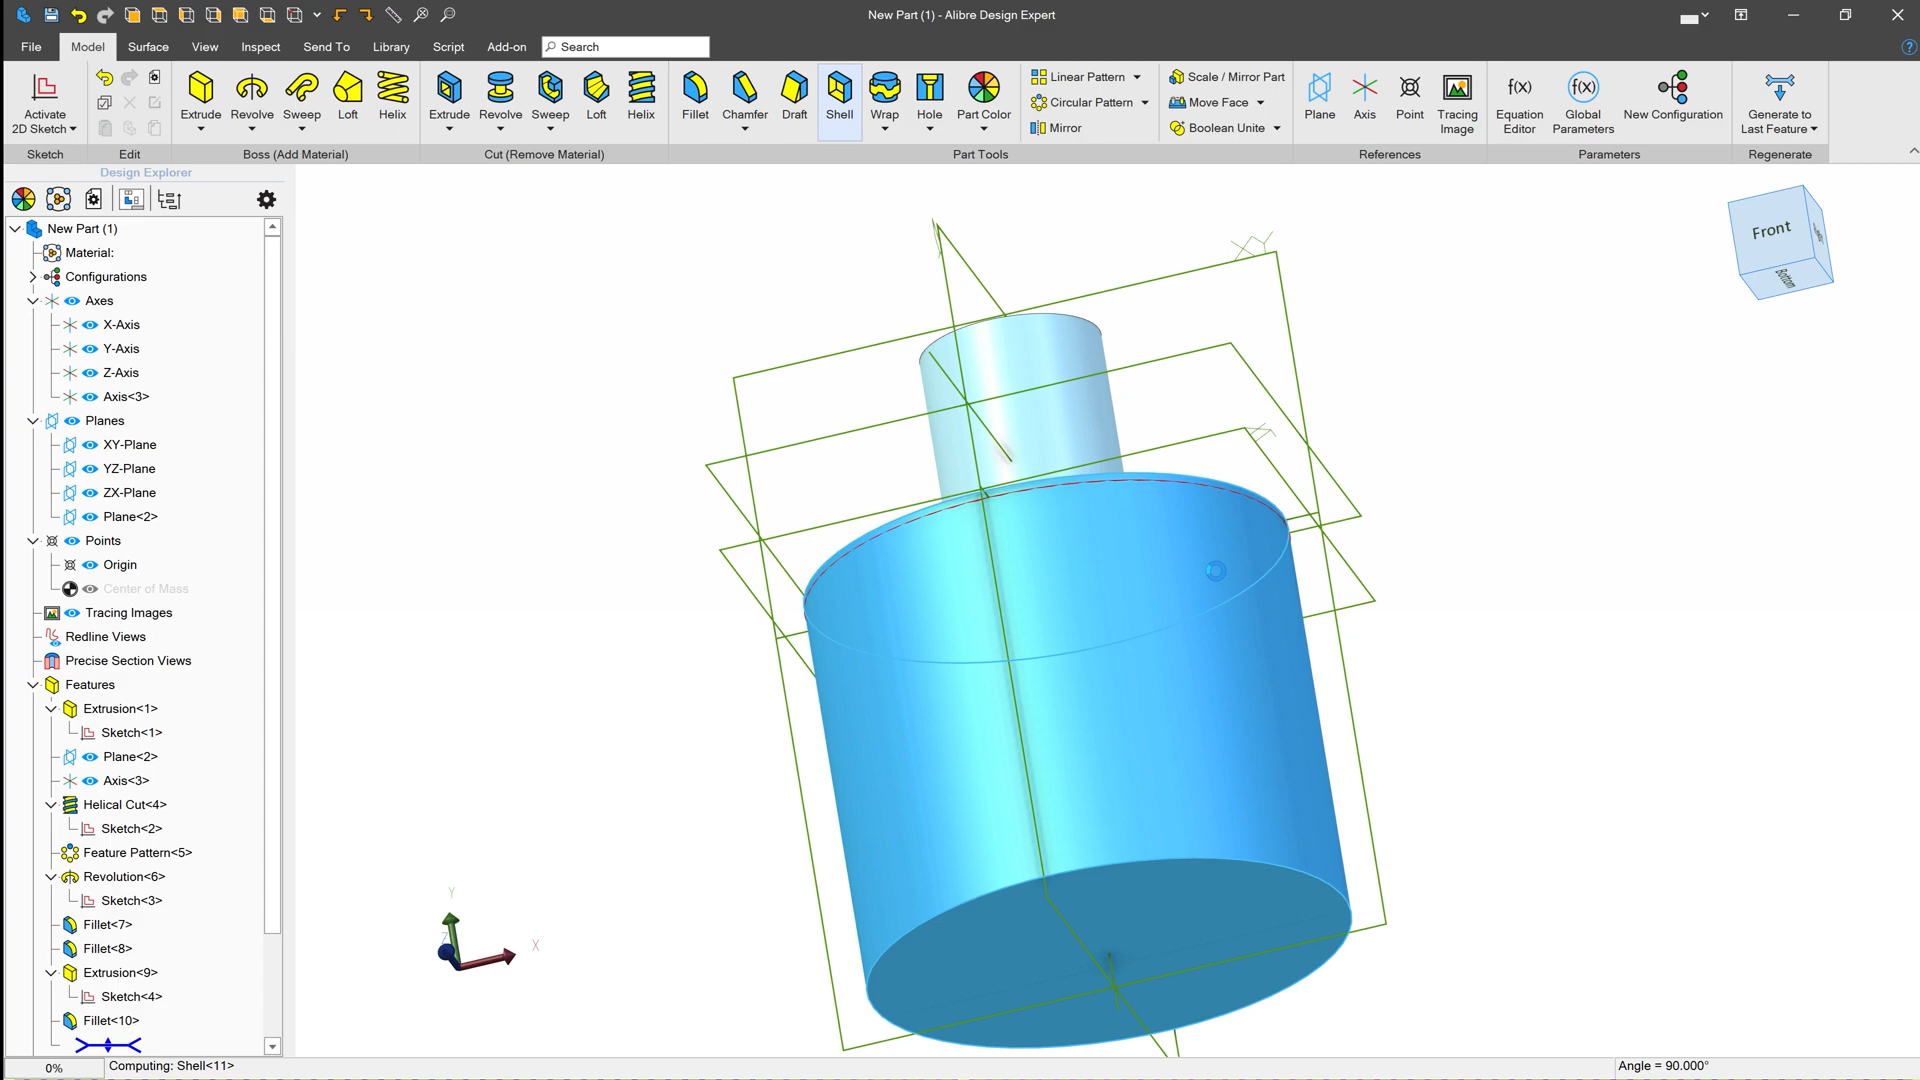 New Part (1) - Alibre Design Expert
File Model Surface View Inspect Send To Library Script Add-on Search
Activate
2D Sketch
Extrude Revolve Sweep Loft Helix
Extrude Revolve Sweep Loft Helix
Fillet Chamfer Draft Shell Wrap Hole Part Color
Linear Pattern
Circular Pattern
Mirror
Scale / Mirror Part
Move Face
Boolean Unite
Plane Axis Point Tracing
Image
Equation
Editor
Global
Parameters
New Configuration
Generate to
Last Feature
Sketch Edit Boss (Add Material) Cut (Remove Material) Part Tools References Parameters Regenerate
Design Explorer
New Part (1)
Material:
Configurations
Axes
X-Axis
Y-Axis
Z-Axis
Axis<3>
Planes
XY-Plane
YZ-Plane
ZX-Plane
Plane<2>
Points
Origin
Center of Mass
Tracing Images
Redline Views
Precise Section Views
Features
Extrusion<1>
Sketch<1>
Plane<2>
Axis<3>
Helical Cut<4>
Sketch<2>
Feature Pattern<5>
Revolution<6>
Sketch<3>
Fillet<7>
Fillet<8>
Extrusion<9>
Sketch<4>
Fillet<10>
Front
Bottom
Y
Z
X
0%
Computing: Shell<11>
Angle = 90.000°